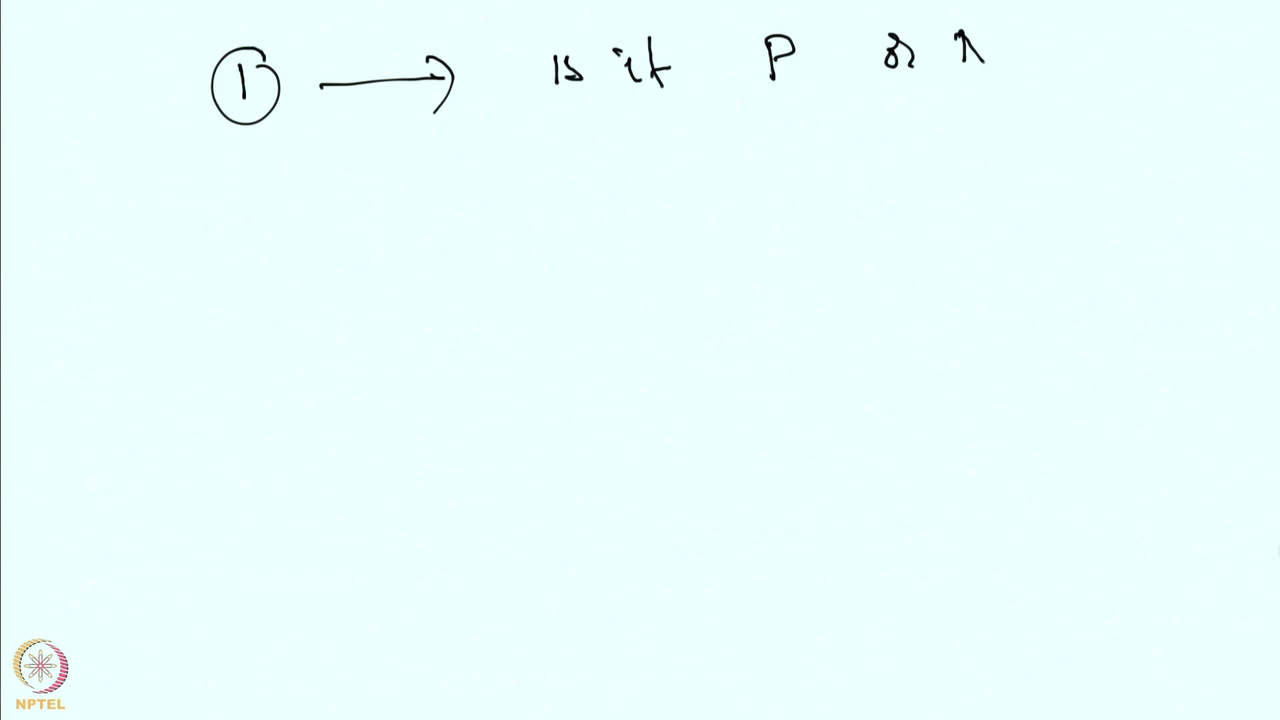 ① → is it P or
NPTEL